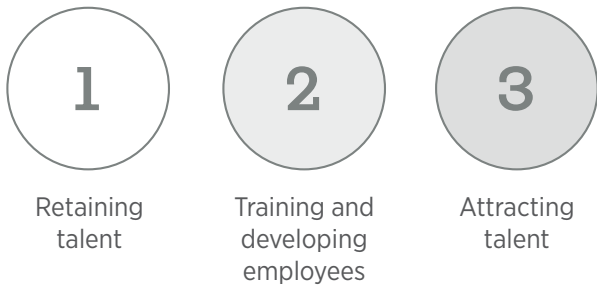 1
2
3
Retaining
talent
Training and
developing
employees
Attracting
talent